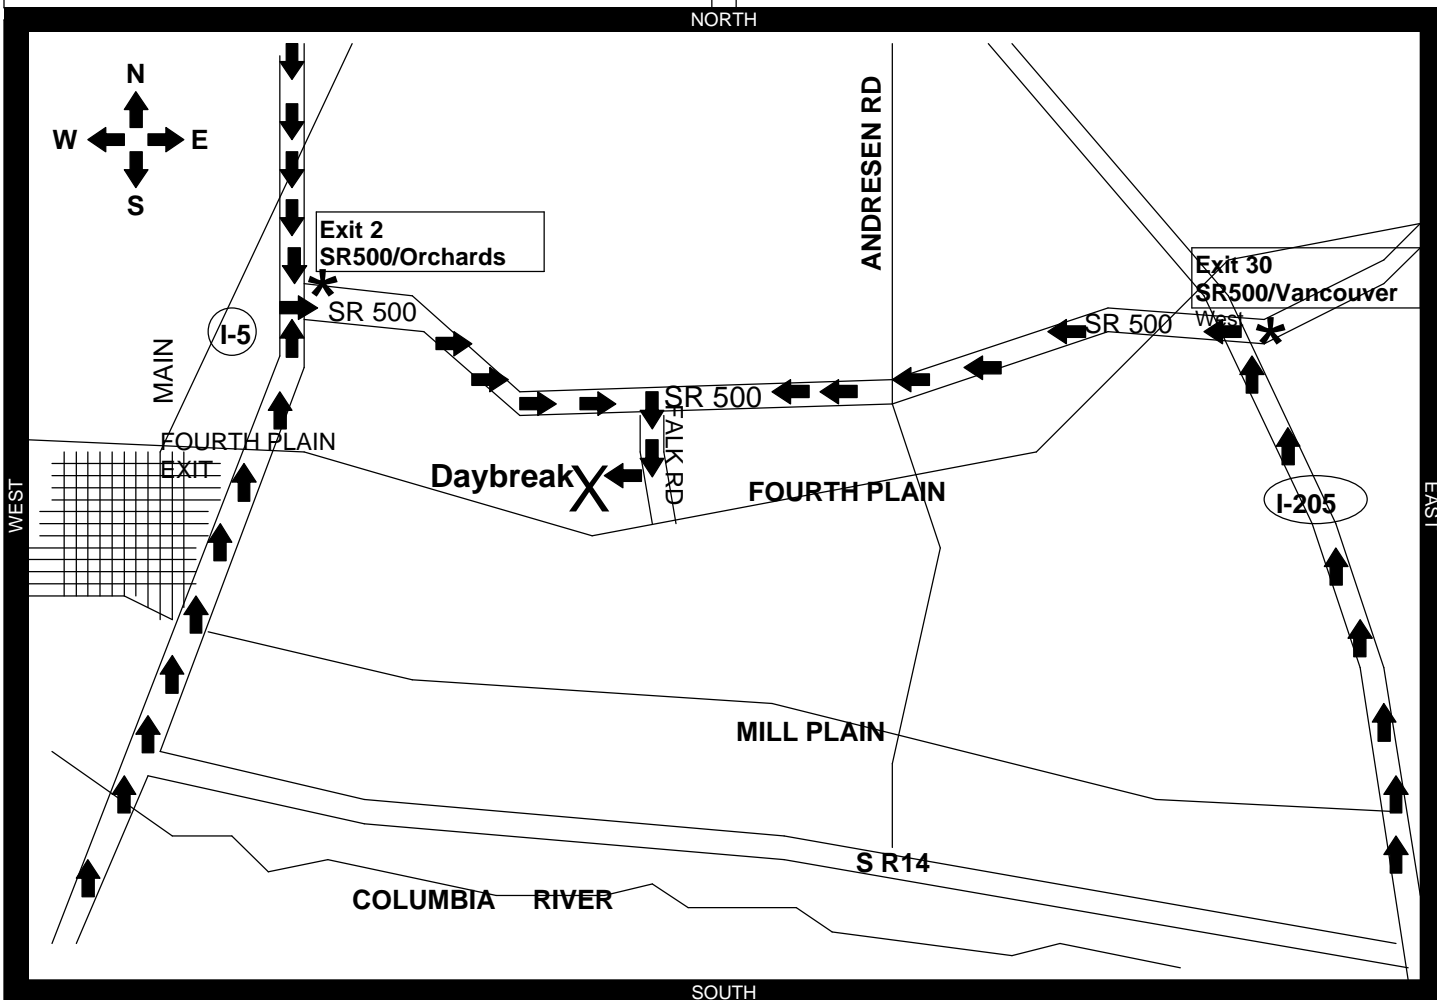 NORTH
N
W
E
S
ANDRESEN RD
Exit 2
SR500/Orchards
Exit 30
SR500/Vancouver
West
SR 500
SR 500
I-5
MAIN
SR 500
FALK RD
FOURTH PLAIN
EXIT
Daybreak
X
FOURTH PLAIN
I-205
WEST
EAST
MILL PLAIN
S R14
COLUMBIA RIVER
SOUTH